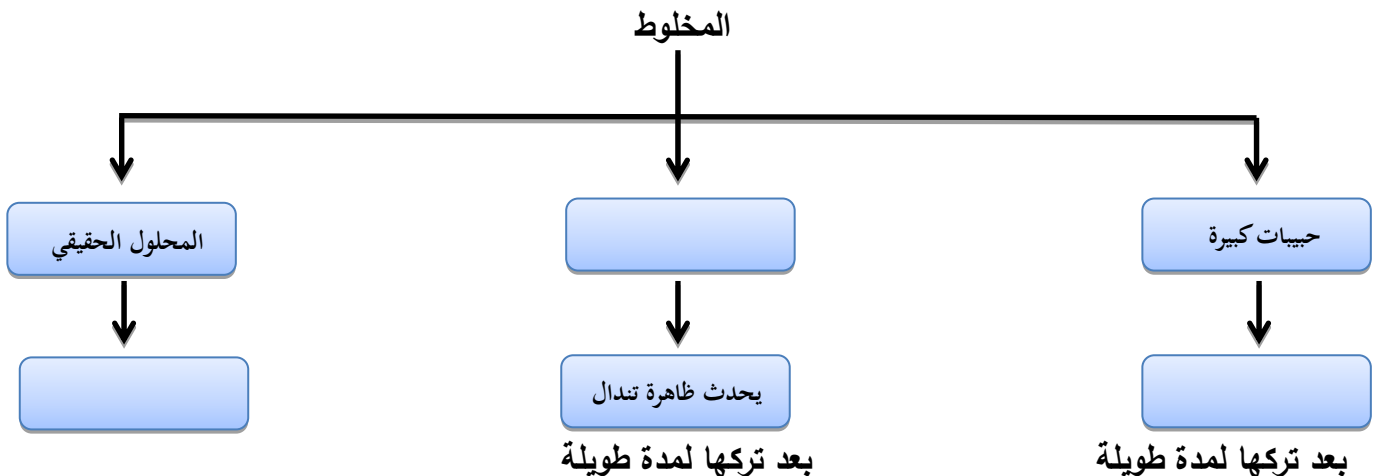 المخلوط
حبيبات كبيرة
المحلول الحقيقي
يحدث ظاهرة تندال
بعد تركها لمدة طويلة
بعد تركها لمدة طويلة